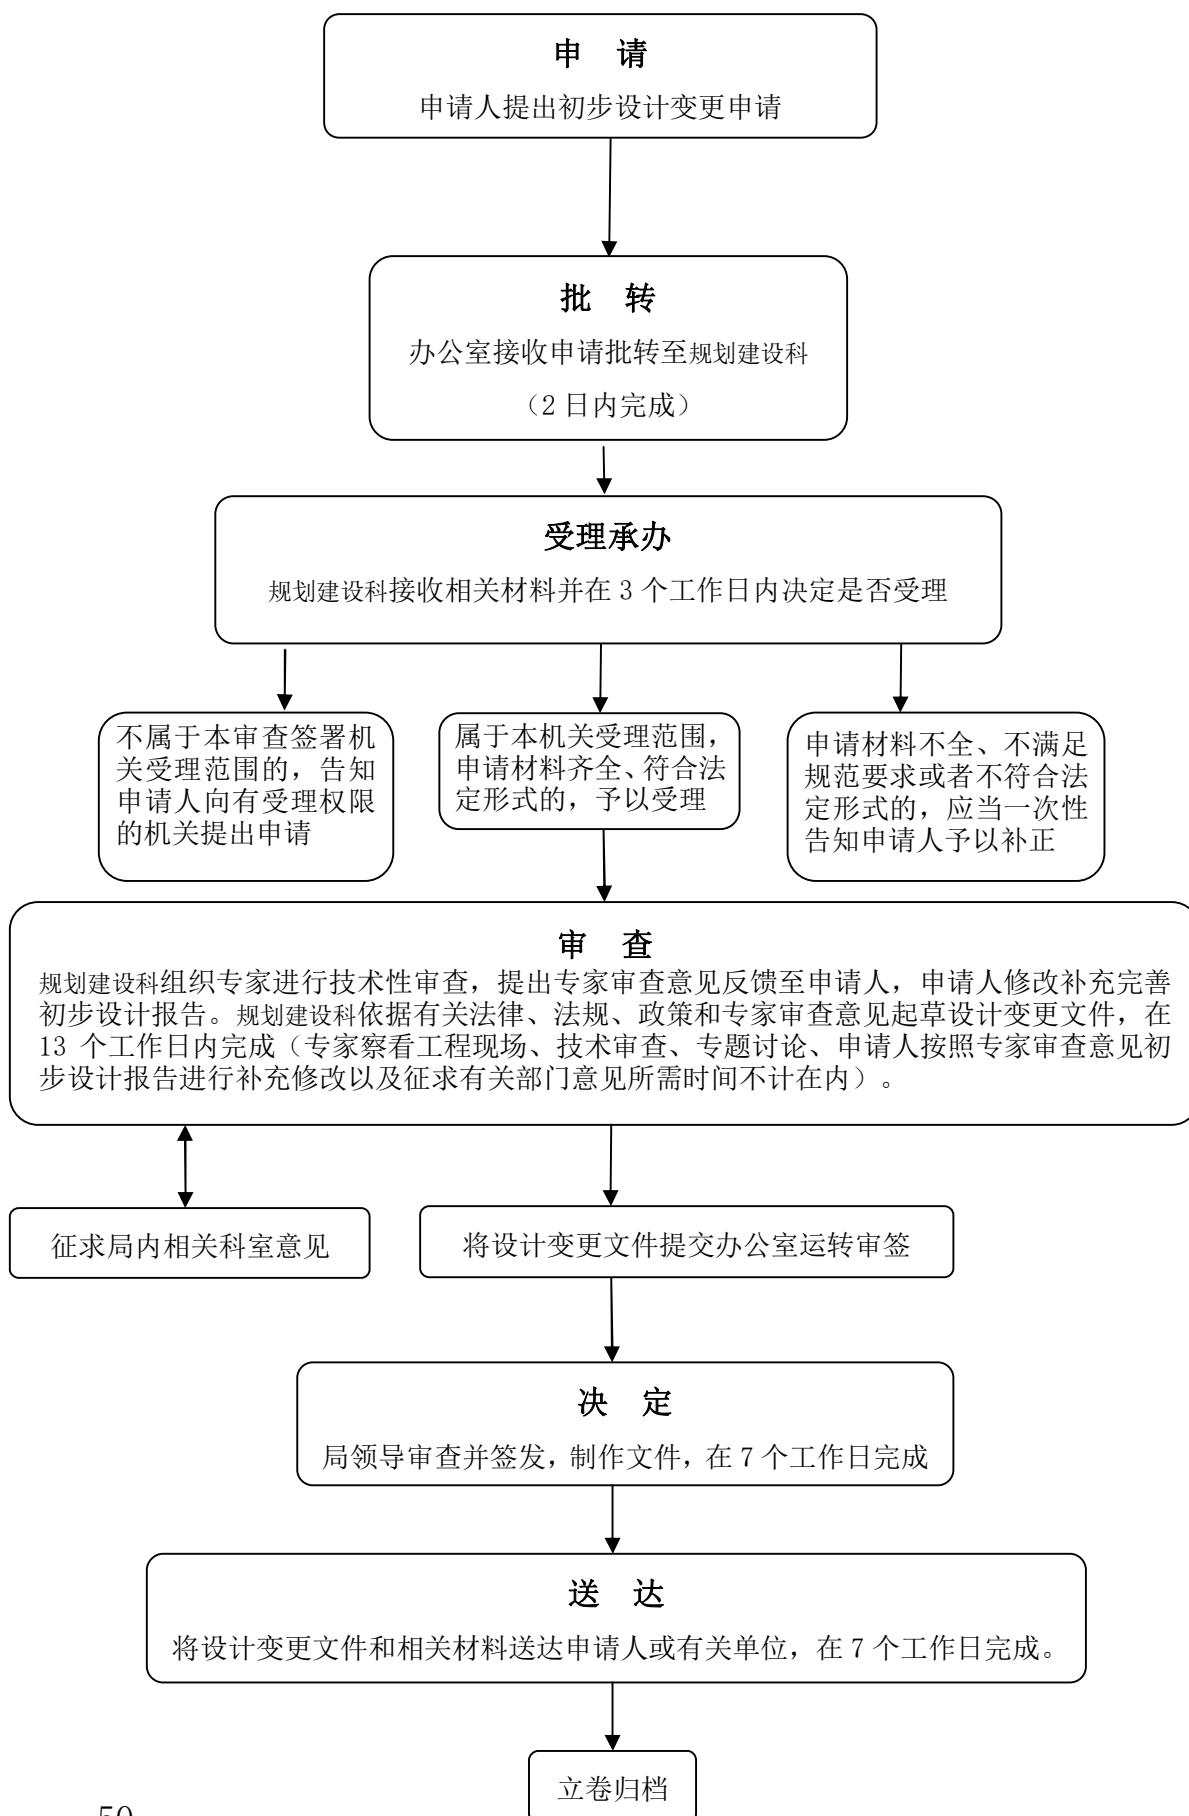 申 请
申请人提出初步设计变更申请
批 转
办公室接收申请批转至规划建设科
（2 日内完成）
受理承办
规划建设科接收相关材料并在 3 个工作日内决定是否受理
不属于本审查签署机
关受理范围的，告知
申请人向有受理权限
的机关提出申请
属于本机关受理范围，
申请材料齐全、符合法
定形式的，予以受理
申请材料不全、不满足
规范要求或者不符合法
定形式的，应当一次性
告知申请人予以补正
审 查
规划建设科组织专家进行技术性审查，提出专家审查意见反馈至申请人，申请人修改补充完善
初步设计报告。规划建设科依据有关法律、法规、政策和专家审查意见起草设计变更文件，在
13 个工作日内完成（专家察看工程现场、技术审查、专题讨论、申请人按照专家审查意见初
步设计报告进行补充修改以及征求有关部门意见所需时间不计在内）。
征求局内相关科室意见
将设计变更文件提交办公室运转审签
决 定
局领导审查并签发，制作文件，在 7 个工作日完成
送 达
将设计变更文件和相关材料送达申请人或有关单位，在 7 个工作日完成。
立卷归档
50